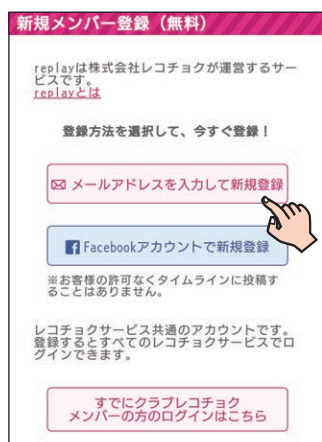 新規メンバー登録（無料）
replayは株式会社レコチョクが運営するサー
ビスです。
replayとは
登録方法を選択して、今すぐ登録！
メールアドレスを入力して新規登録
Facebookアカウントで新規登録
※お客様の許可なくタイムラインに投稿す
ることはありません。
レコチョクサービス共通のアカウントです。
登録するとすべてのレコチョクサービスでロ
グインできます。
すでにクラブレコチョク
メンバーの方のログインはこちら